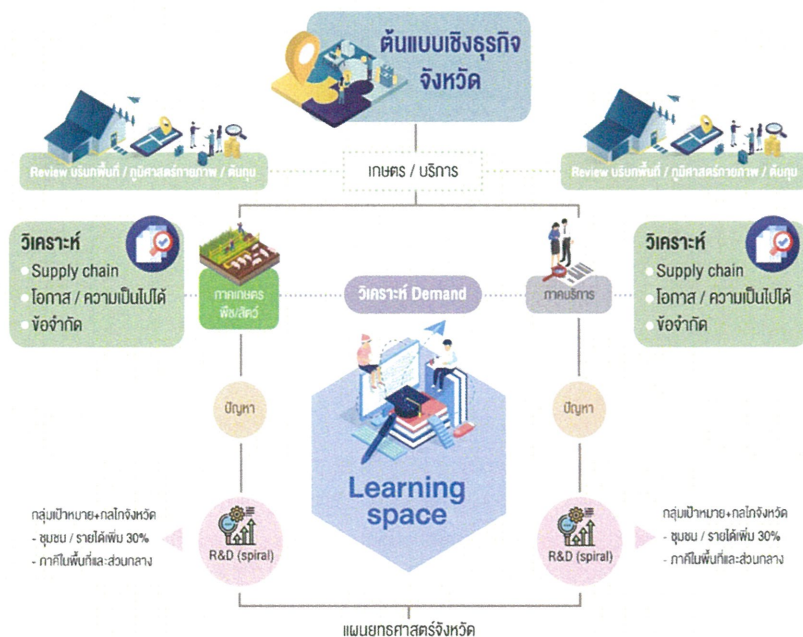 ต้นแบบเชิงธุรกิจ
จังหวัด
Review บริบทพื้นที่ / ภูมิศาสตร์กายภาพ / ต้นทุน
เกษตร / บริการ
Review บริบทพื้นที่ / ภูมิศาสตร์กายภาพ / ต้นทุน
วิเคราะห์
Supply chain
โอกาส / ความเป็นไปได้
ข้อจำกัด
ภาคเกษตร
พืช/สัตว์
วิเคราะห์ Demand
ภาคบริการ
วิเคราะห์
Supply chain
โอกาส / ความเป็นไปได้
ข้อจำกัด
ปัญหา
ปัญหา
Learning
space
กลุ่มเป้าหมาย+กลไกจังหวัด
- ชุมชน / รายได้เพิ่ม 30%
- ภาคีในพื้นที่และส่วนกลาง
R&D (spiral)
R&D (spiral)
กลุ่มเป้าหมาย+กลไกจังหวัด
- ชุมชน / รายได้เพิ่ม 30%
- ภาคีในพื้นที่และส่วนกลาง
แผนยุทธศาสตร์จังหวัด